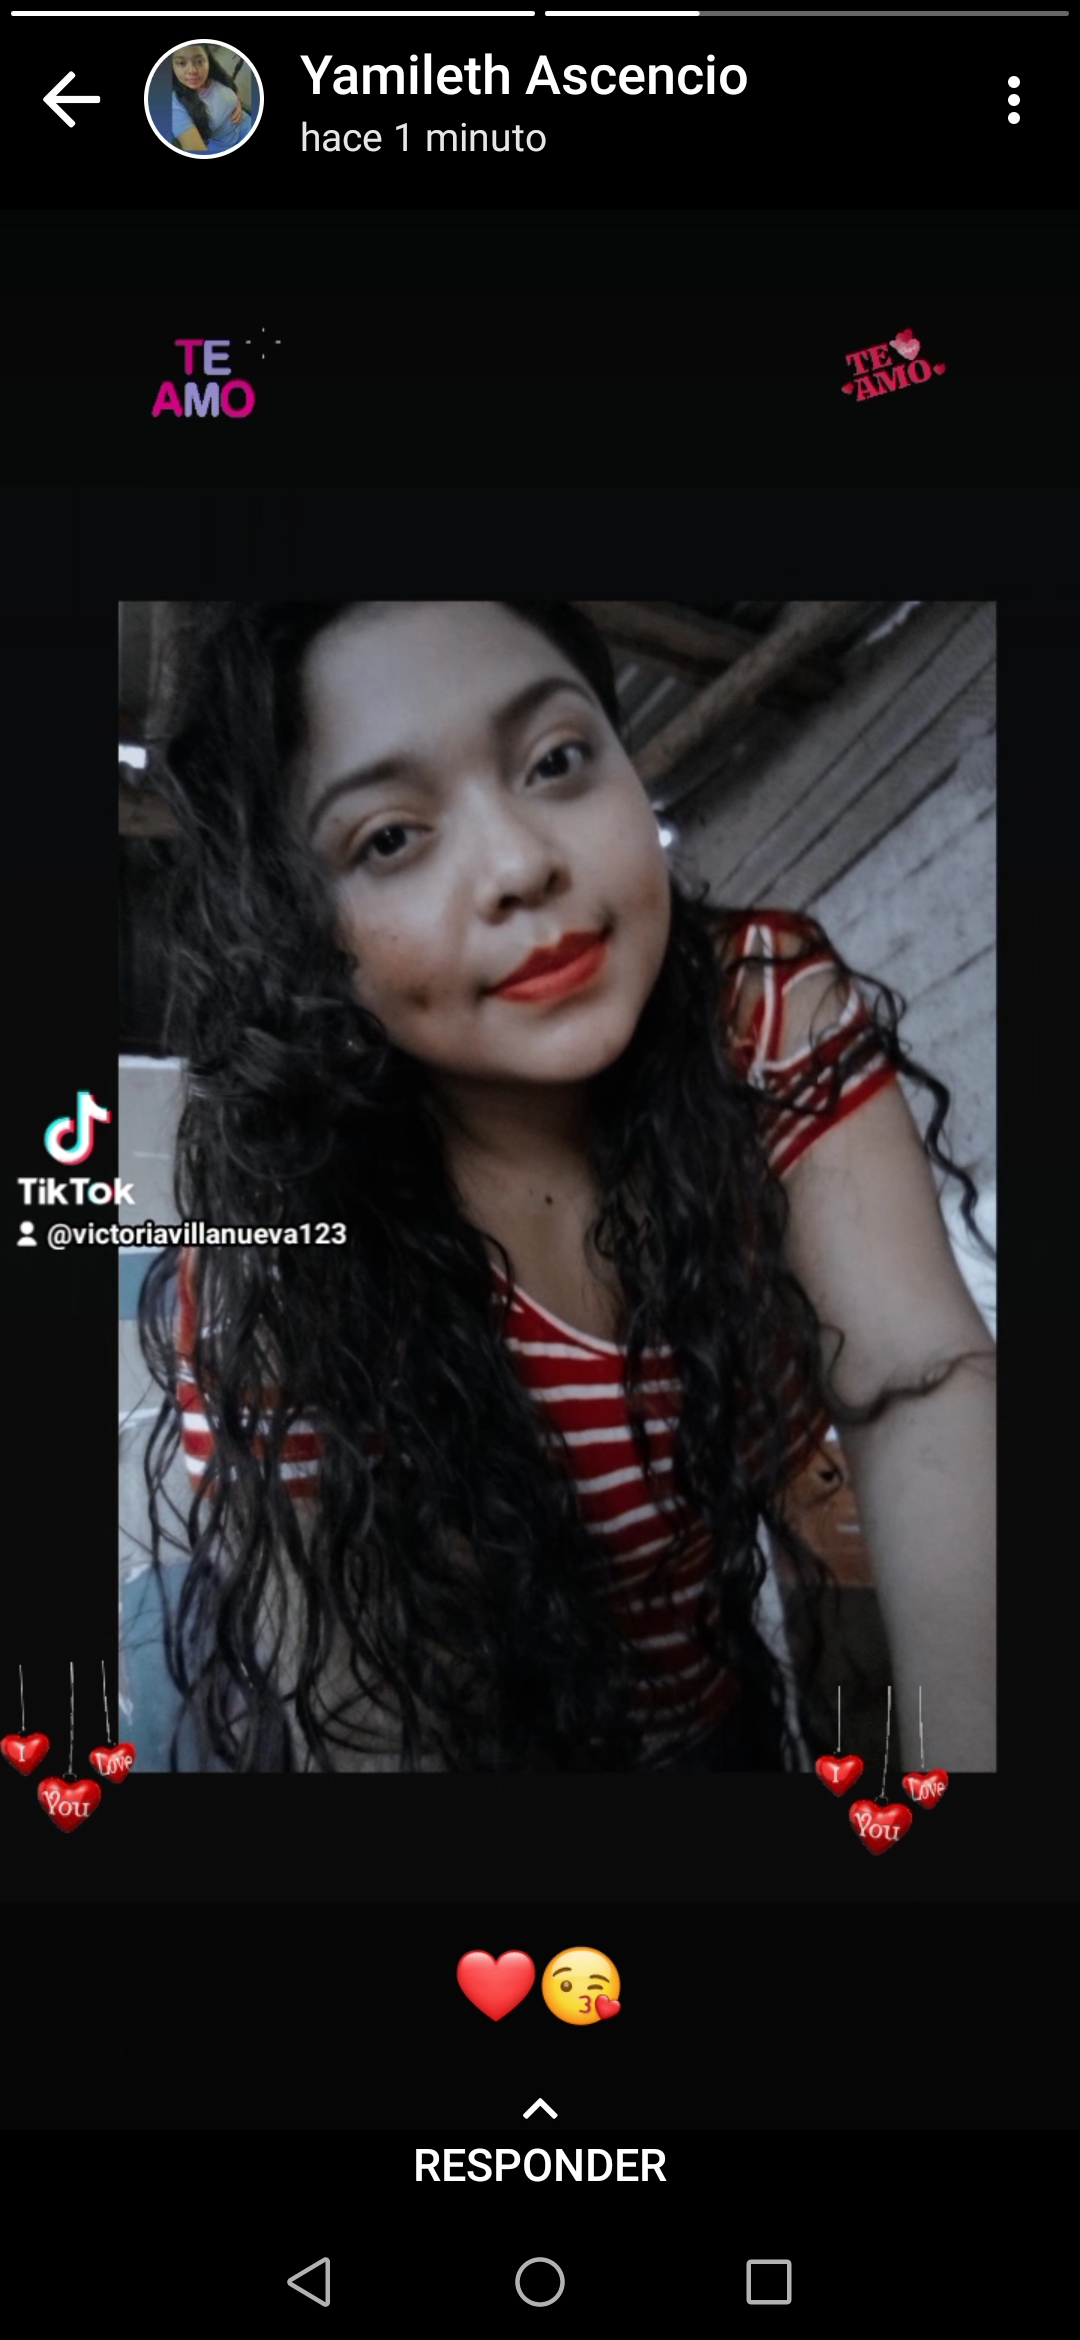 Yamileth Ascencio
hace 1 minuto
TE
AMO
TE
AMO
TikTok
@victoriavillanueva123
I
Love
You
I
Love
You
RESPONDER